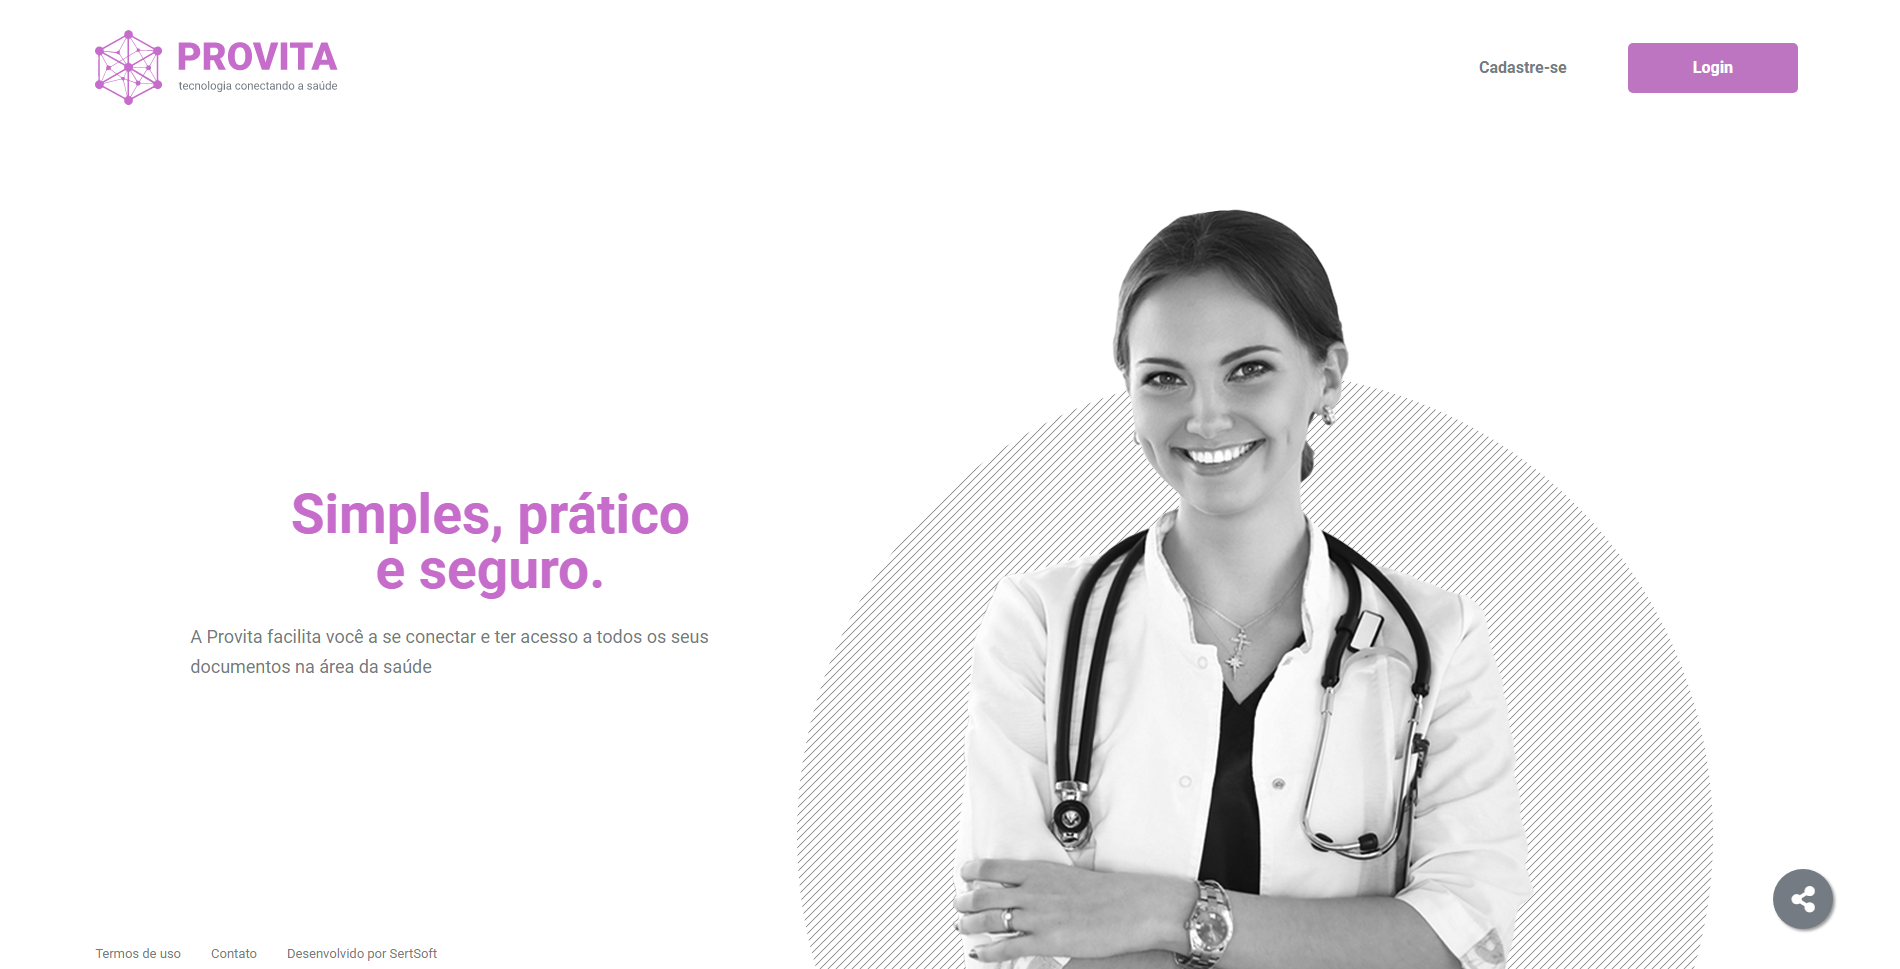 PROVITA
tecnologia conectando a saúde
Cadastre-se
Login
Simples, prático
e seguro.
A Provita facilita você a se conectar e ter acesso a todos os seus
documentos na área da saúde
Termos de uso
Contato
Desenvolvido por SertSoft